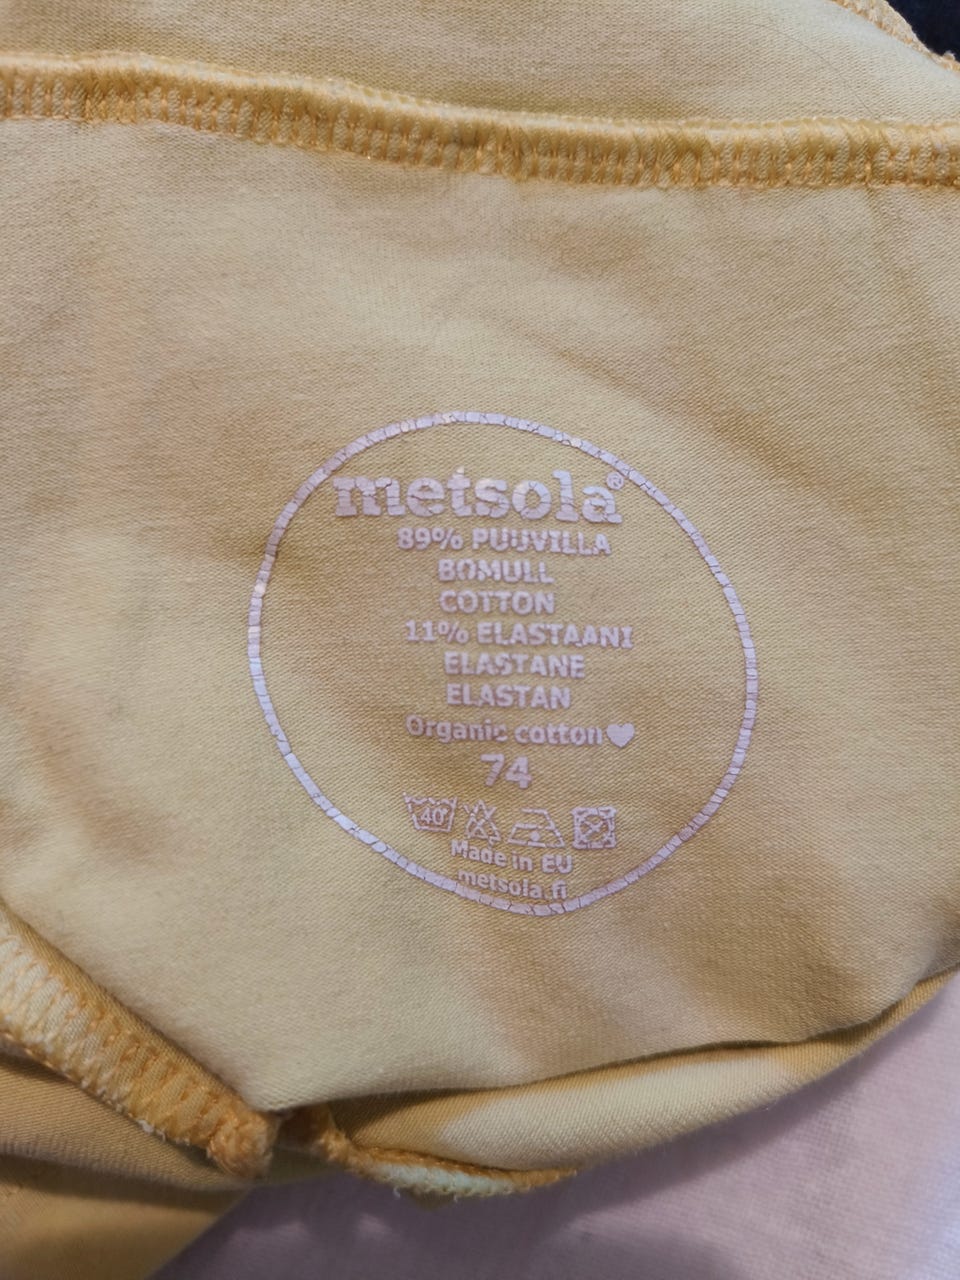 metsola®
89% PUUVILLA
BOMULL
COTTON
11% ELASTAANI
ELASTANE
ELASTAN
Organic cotton♥
74
40°
Made in EU
metsola.fi